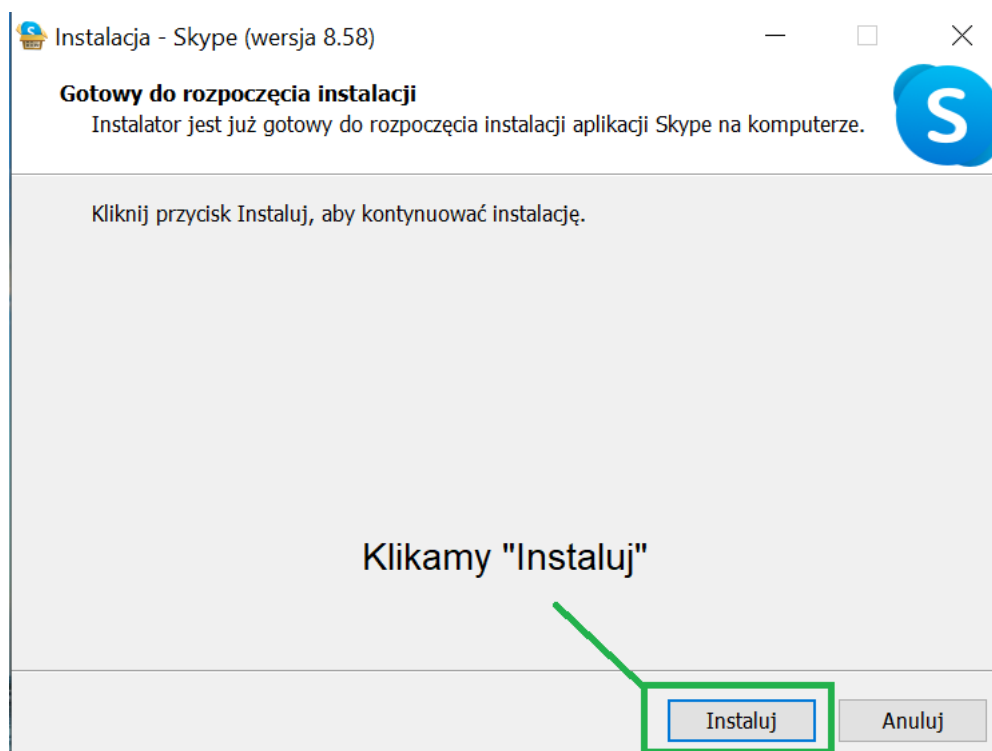 Instalacja - Skype (wersja 8.58)
Gotowy do rozpoczęcia instalacji
Instalator jest już gotowy do rozpoczęcia instalacji aplikacji Skype na komputerze.
S
Kliknij przycisk Instaluj, aby kontynuować instalację.
Klikamy "Instaluj"
Instaluj
Anuluj